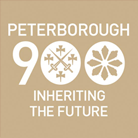 PETERBOROUGH
900
INHERITING
THE FUTURE